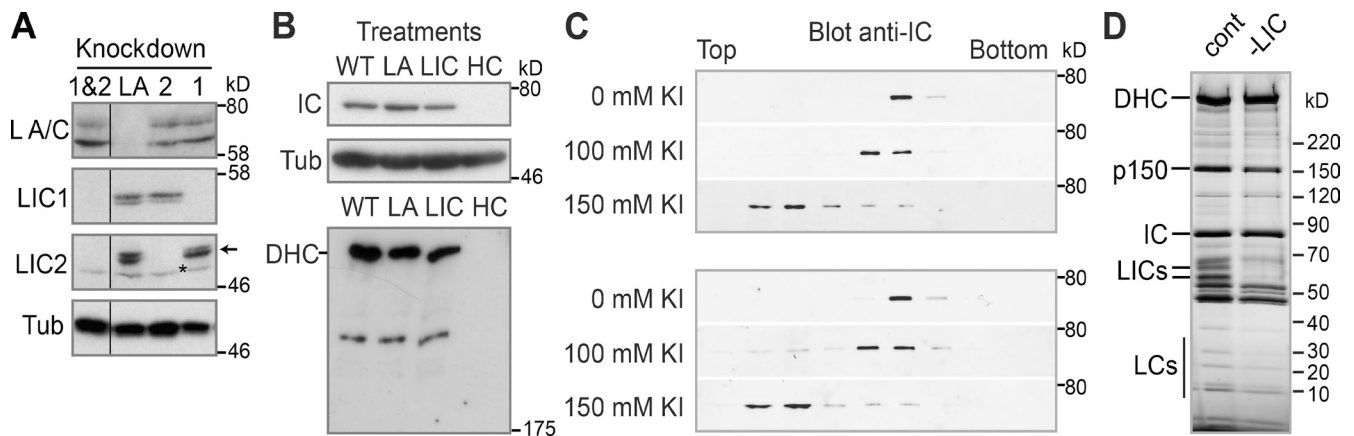 A
Knockdown
1&2 LA 2 1 kD
L A/C
80
58
LIC1
58
LIC2
*
46
Tub
46
B
Treatments
WT LA LIC HC kD
IC
80
Tub
46
WT LA LIC HC
DHC
175
C
Blot anti-IC
Top Bottom kD
0 mM KI
80
100 mM KI
80
150 mM KI
80
0 mM KI
80
100 mM KI
80
150 mM KI
80
D
cont -LIC
DHC
kD
220
p150
150
120
IC
90
LICs
70
50
40
LCs
30
20
10